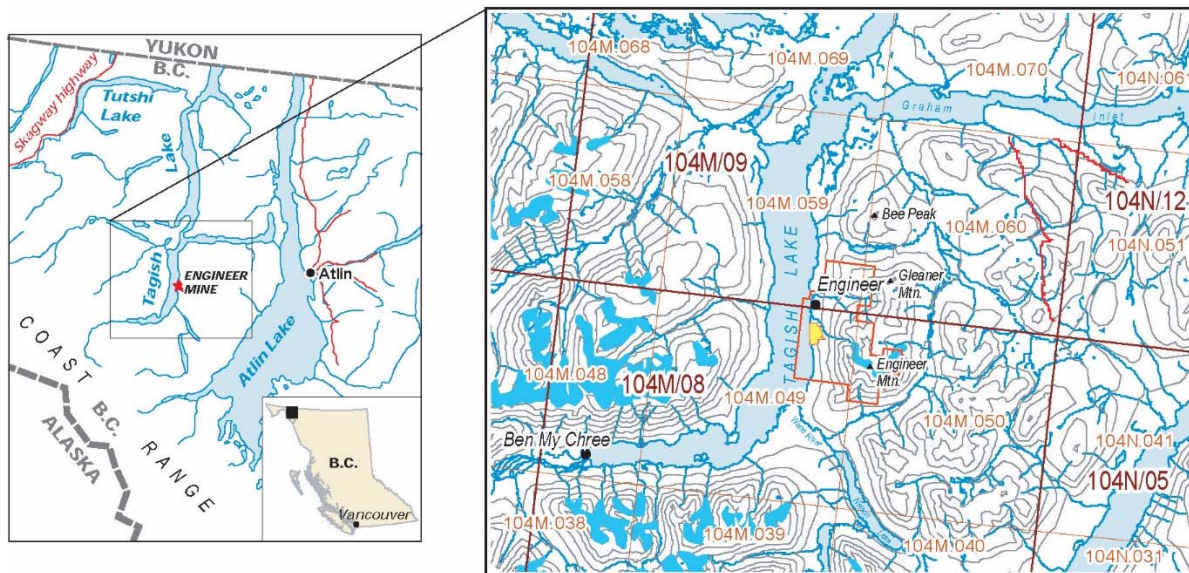 YUKON
B.C.
Skagway highway
Tutshi
Lake
Lake
Tagish
ENGINEER
MINE
Atlin
Atlin Lake
COAST RANGE
B.C.
ALASKA
B.C.
Vancouver
104M.068
104M.069
104M.070
104N.061
Graham
Inlet
104M/09
104M.058
104M.059
104N/12
Bee Peak
104M.060
104N.051
TAGISH LAKE
Engineer
Gleaner
Mtn.
104M.048
104M/08
104M.049
Engineer
Mtn.
104M.050
104N.041
Ben My Chree
104N/05
104M.038
104M.039
104M.040
104N.031